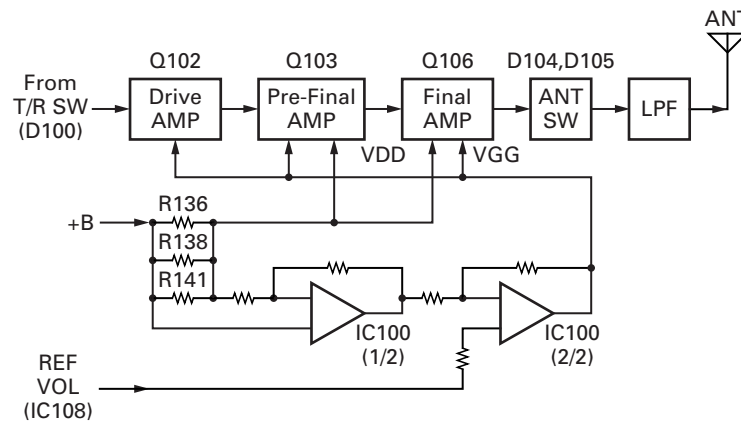 ANT
Q102
Q103
Q106
D104,D105
From
T/R SW
(D100)
Drive
AMP
Pre-Final
AMP
Final
AMP
ANT
SW
LPF
VDD
VGG
+B
R136
R138
R141
IC100
(1/2)
IC100
(2/2)
REF
VOL
(IC108)